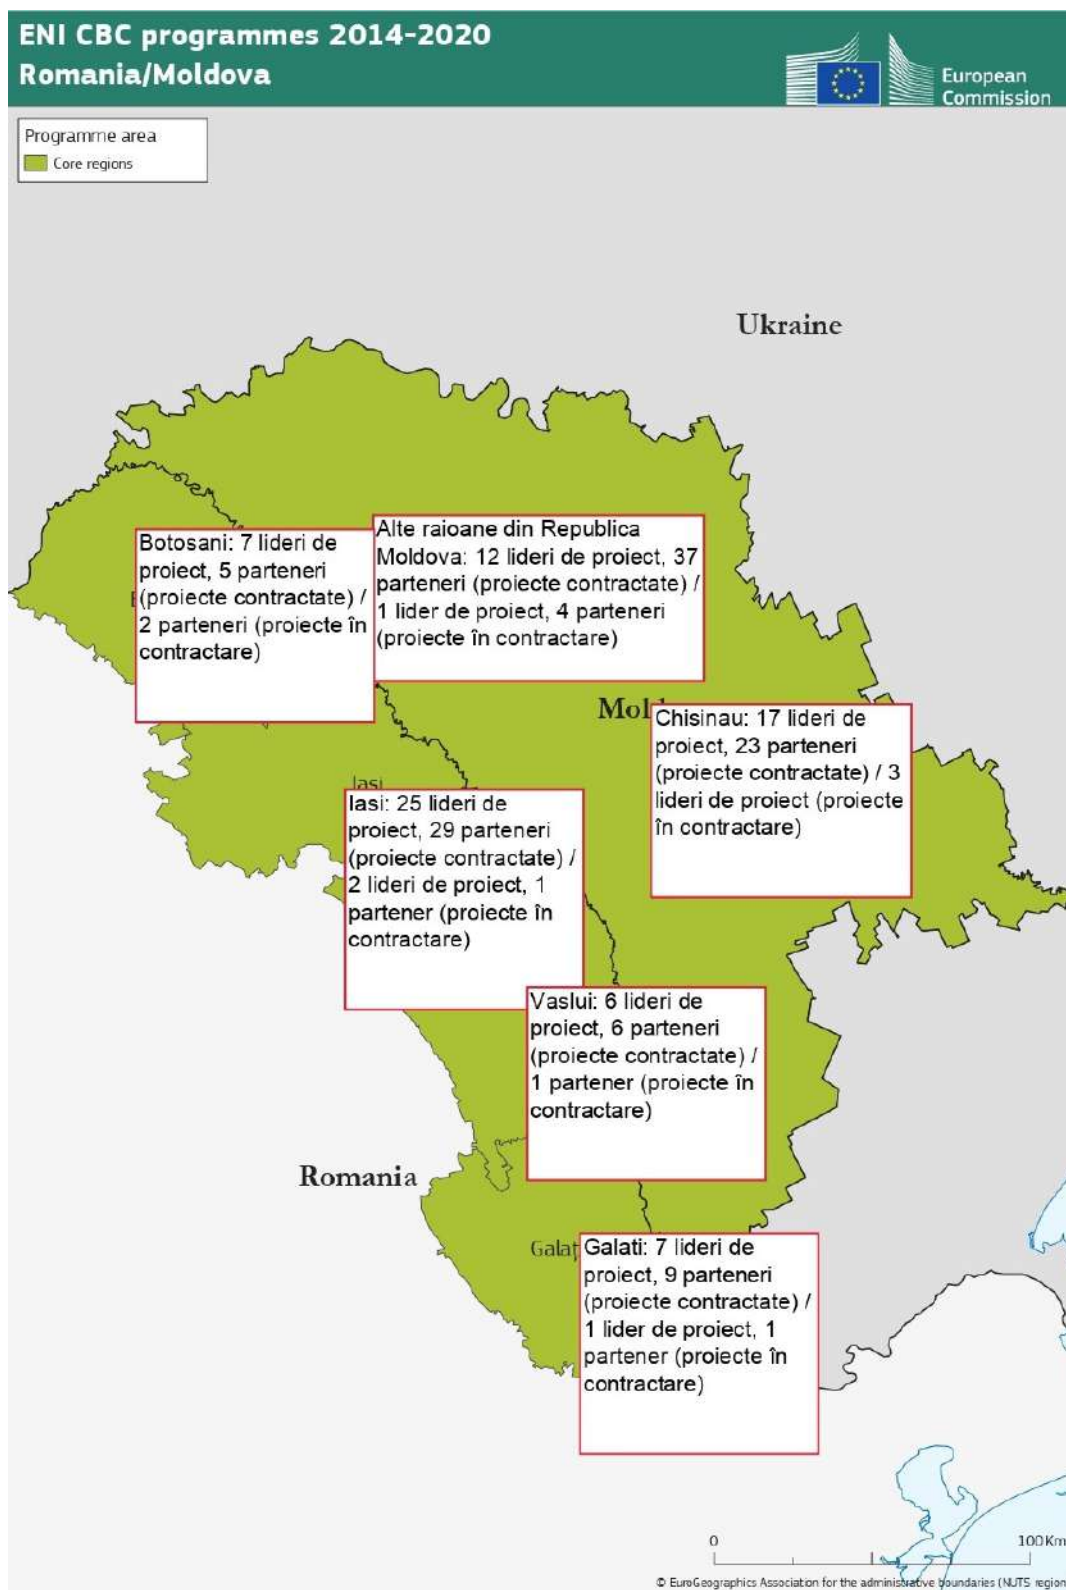 ENI CBC programmes 2014-2020
Romania/Moldova
European
Commission
Programme area
Core regions
Ukraine
Botosani: 7 lideri de
proiect, 5 parteneri
(proiecte contractate) /
2 parteneri (proiecte în
contractare)
Alte raioane din Republica
Moldova: 12 lideri de proiect, 37
parteneri (proiecte contractate) /
1 lider de proiect, 4 parteneri
(proiecte în contractare)
Chisinau: 17 lideri de
proiect, 23 parteneri
(proiecte contractate) / 3
lideri de proiect (proiecte
în contractare)
Iasi
Iasi: 25 lideri de
proiect, 29 parteneri
(proiecte contractate) /
2 lideri de proiect, 1
partener (proiecte în
contractare)
Vaslui: 6 lideri de
proiect, 6 parteneri
(proiecte contractate) /
1 partener (proiecte în
contractare)
Romania
Galati: 7 lideri de
proiect, 9 parteneri
(proiecte contractate) /
1 lider de proiect, 1
partener (proiecte în
contractare)
0
100 Km
© EuroGeographics Association for the administrative boundaries (NUTS region